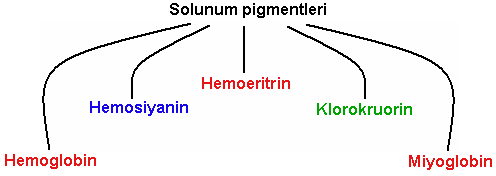 Solunum pigmentleri
Hemoeritrin
Hemosiyanin
Klorokruorin
Hemoglobin
Miyoglobin